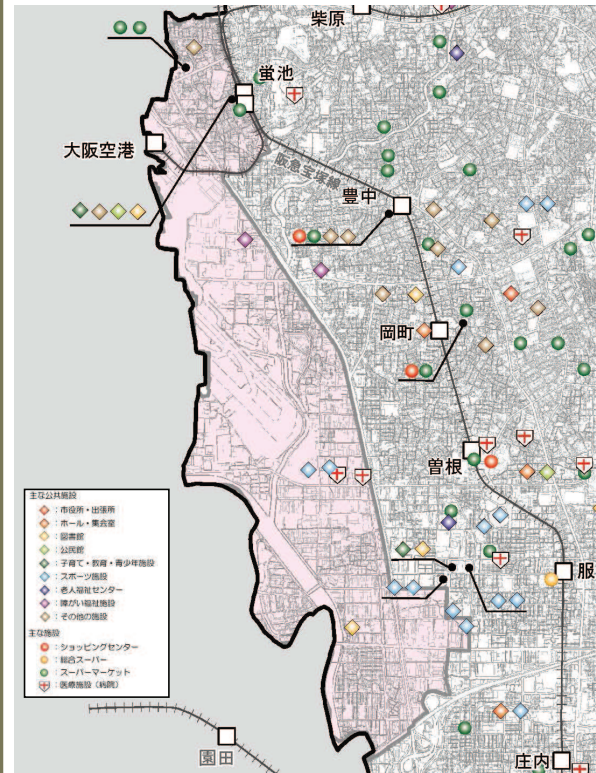 柴原
蛍池
大阪空港
阪急宝塚線
豊中
岡町
曽根
服
園田
庄内
主な公共施設
：市役所・出張所
：ホール・集会室
：図書館
：公民館
：子育て・教育・青少年施設
：スポーツ施設
：老人福祉センター
：障がい福祉施設
：その他の施設
主な施設
：ショッピングセンター
：総合スーパー
：スーパーマーケット
：医療施設（病院）